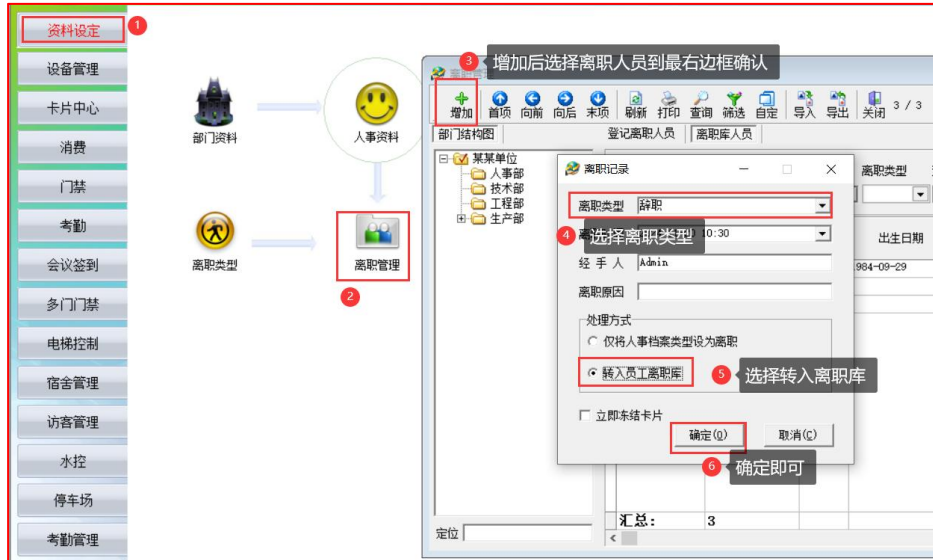 资料设定
1
设备管理
卡片中心
消费
门禁
考勤
会议签到
多门门禁
电梯控制
宿舍管理
访客管理
水控
停车场
考勤管理
部门资料
人事资料
离职类型
离职管理
2
3 增加后选择离职人员到最右边框确认
增加 首项 向前 向后 末项 刷新 打印 查询 筛选 自定 导入 导出 关闭 3 / 3
部门结构图 登记离职人员 离职库人员
某某单位
人事部
技术部
工程部
生产部
定位
离职类型
出生日期
1984-09-29
离职记录
离职类型 辞职
4 选择离职类型
10:30
经 手 人 Admin
离职原因
处理方式
仅将人事档案类型设为离职
转入员工离职库
5 选择转入离职库
立即冻结卡片
确定(O) 取消(C)
6 确定即可
汇总: 3